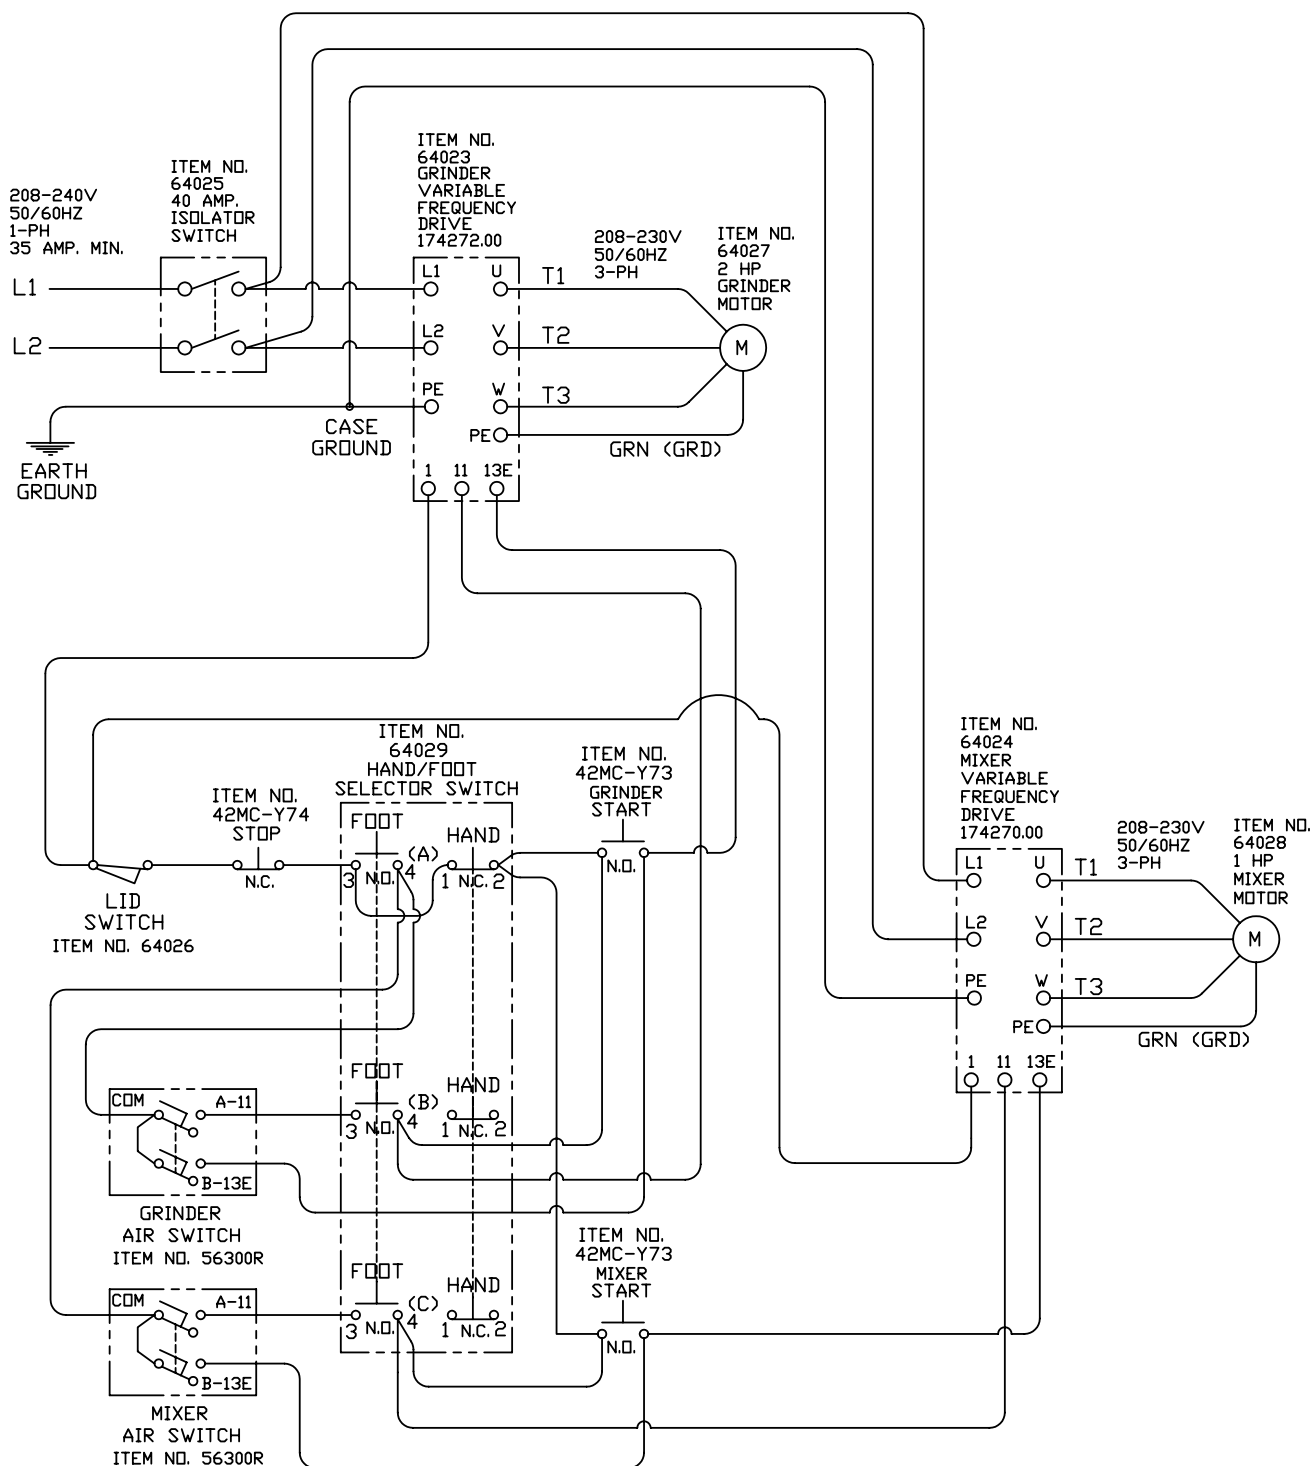 208-240V
50/60HZ
1-PH
35 AMP. MIN.
L1
L2
ITEM NO.
64025
40 AMP.
ISOLATOR
SWITCH
EARTH
GROUND
CASE
GROUND
ITEM NO.
64023
GRINDER
VARIABLE
FREQUENCY
DRIVE
174272.00
L1
U
L2
V
PE
W
PE
1
11
13E
T1
T2
T3
208-230V
50/60HZ
3-PH
GRN (GRD)
ITEM NO.
64027
2 HP
GRINDER
MOTOR
M
ITEM NO.
64029
HAND/FOOT
SELECTOR SWITCH
ITEM NO.
42MC-Y73
GRINDER
START
N.O.
ITEM NO.
42MC-Y74
STOP
N.C.
LID
SWITCH
ITEM NO. 64026
FOOT
HAND
(A)
3
N.O.
4
1
N.C.
2
FOOT
HAND
(B)
3
N.O.
4
1
N.C.
2
FOOT
HAND
(C)
3
N.O.
4
1
N.C.
2
COM
A-11
B-13E
GRINDER
AIR SWITCH
ITEM NO. 56300R
COM
A-11
B-13E
MIXER
AIR SWITCH
ITEM NO. 56300R
ITEM NO.
42MC-Y73
MIXER
START
N.O.
ITEM NO.
64024
MIXER
VARIABLE
FREQUENCY
DRIVE
174270.00
L1
U
L2
V
PE
W
PE
1
11
13E
T1
T2
T3
208-230V
50/60HZ
3-PH
GRN (GRD)
ITEM NO.
64028
1 HP
MIXER
MOTOR
M